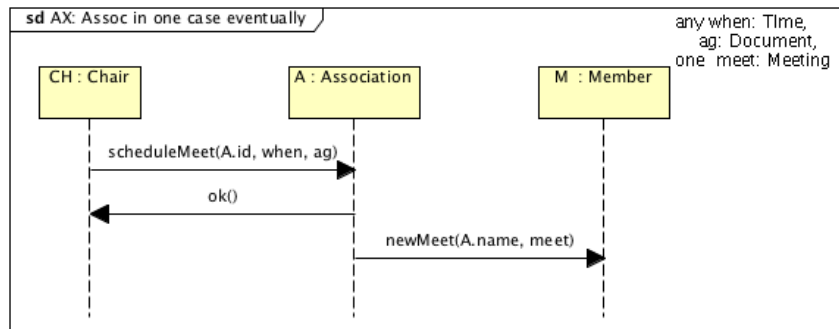 sd AX: Assoc in one case eventually
any when: TIme,
ag: Document,
one meet: Meeting
CH : Chair
A : Association
M : Member
scheduleMeet(A.id, when, ag)
ok()
newMeet(A.name, meet)